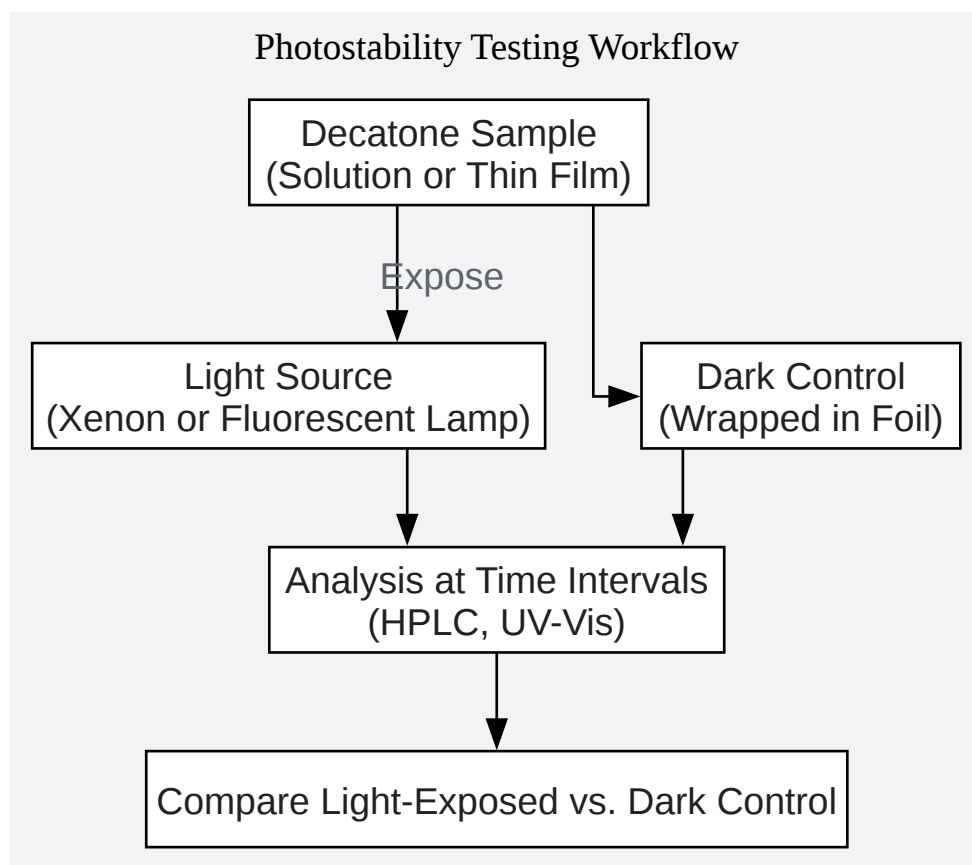 Photostability Testing Workflow
Decatone Sample
(Solution or Thin Film)
Expose
Light Source
(Xenon or Fluorescent Lamp)
Dark Control
(Wrapped in Foil)
Analysis at Time Intervals
(HPLC, UV-Vis)
Compare Light-Exposed vs. Dark Control